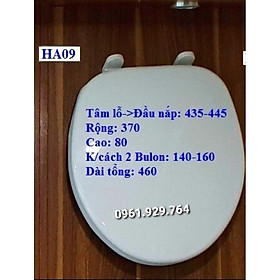 HA09
Tâm lỗ->Đầu nắp: 435-445
Rộng: 370
Cao: 80
K/cách 2 Bulon: 140-160
Dài tổng: 460
0961.929.764